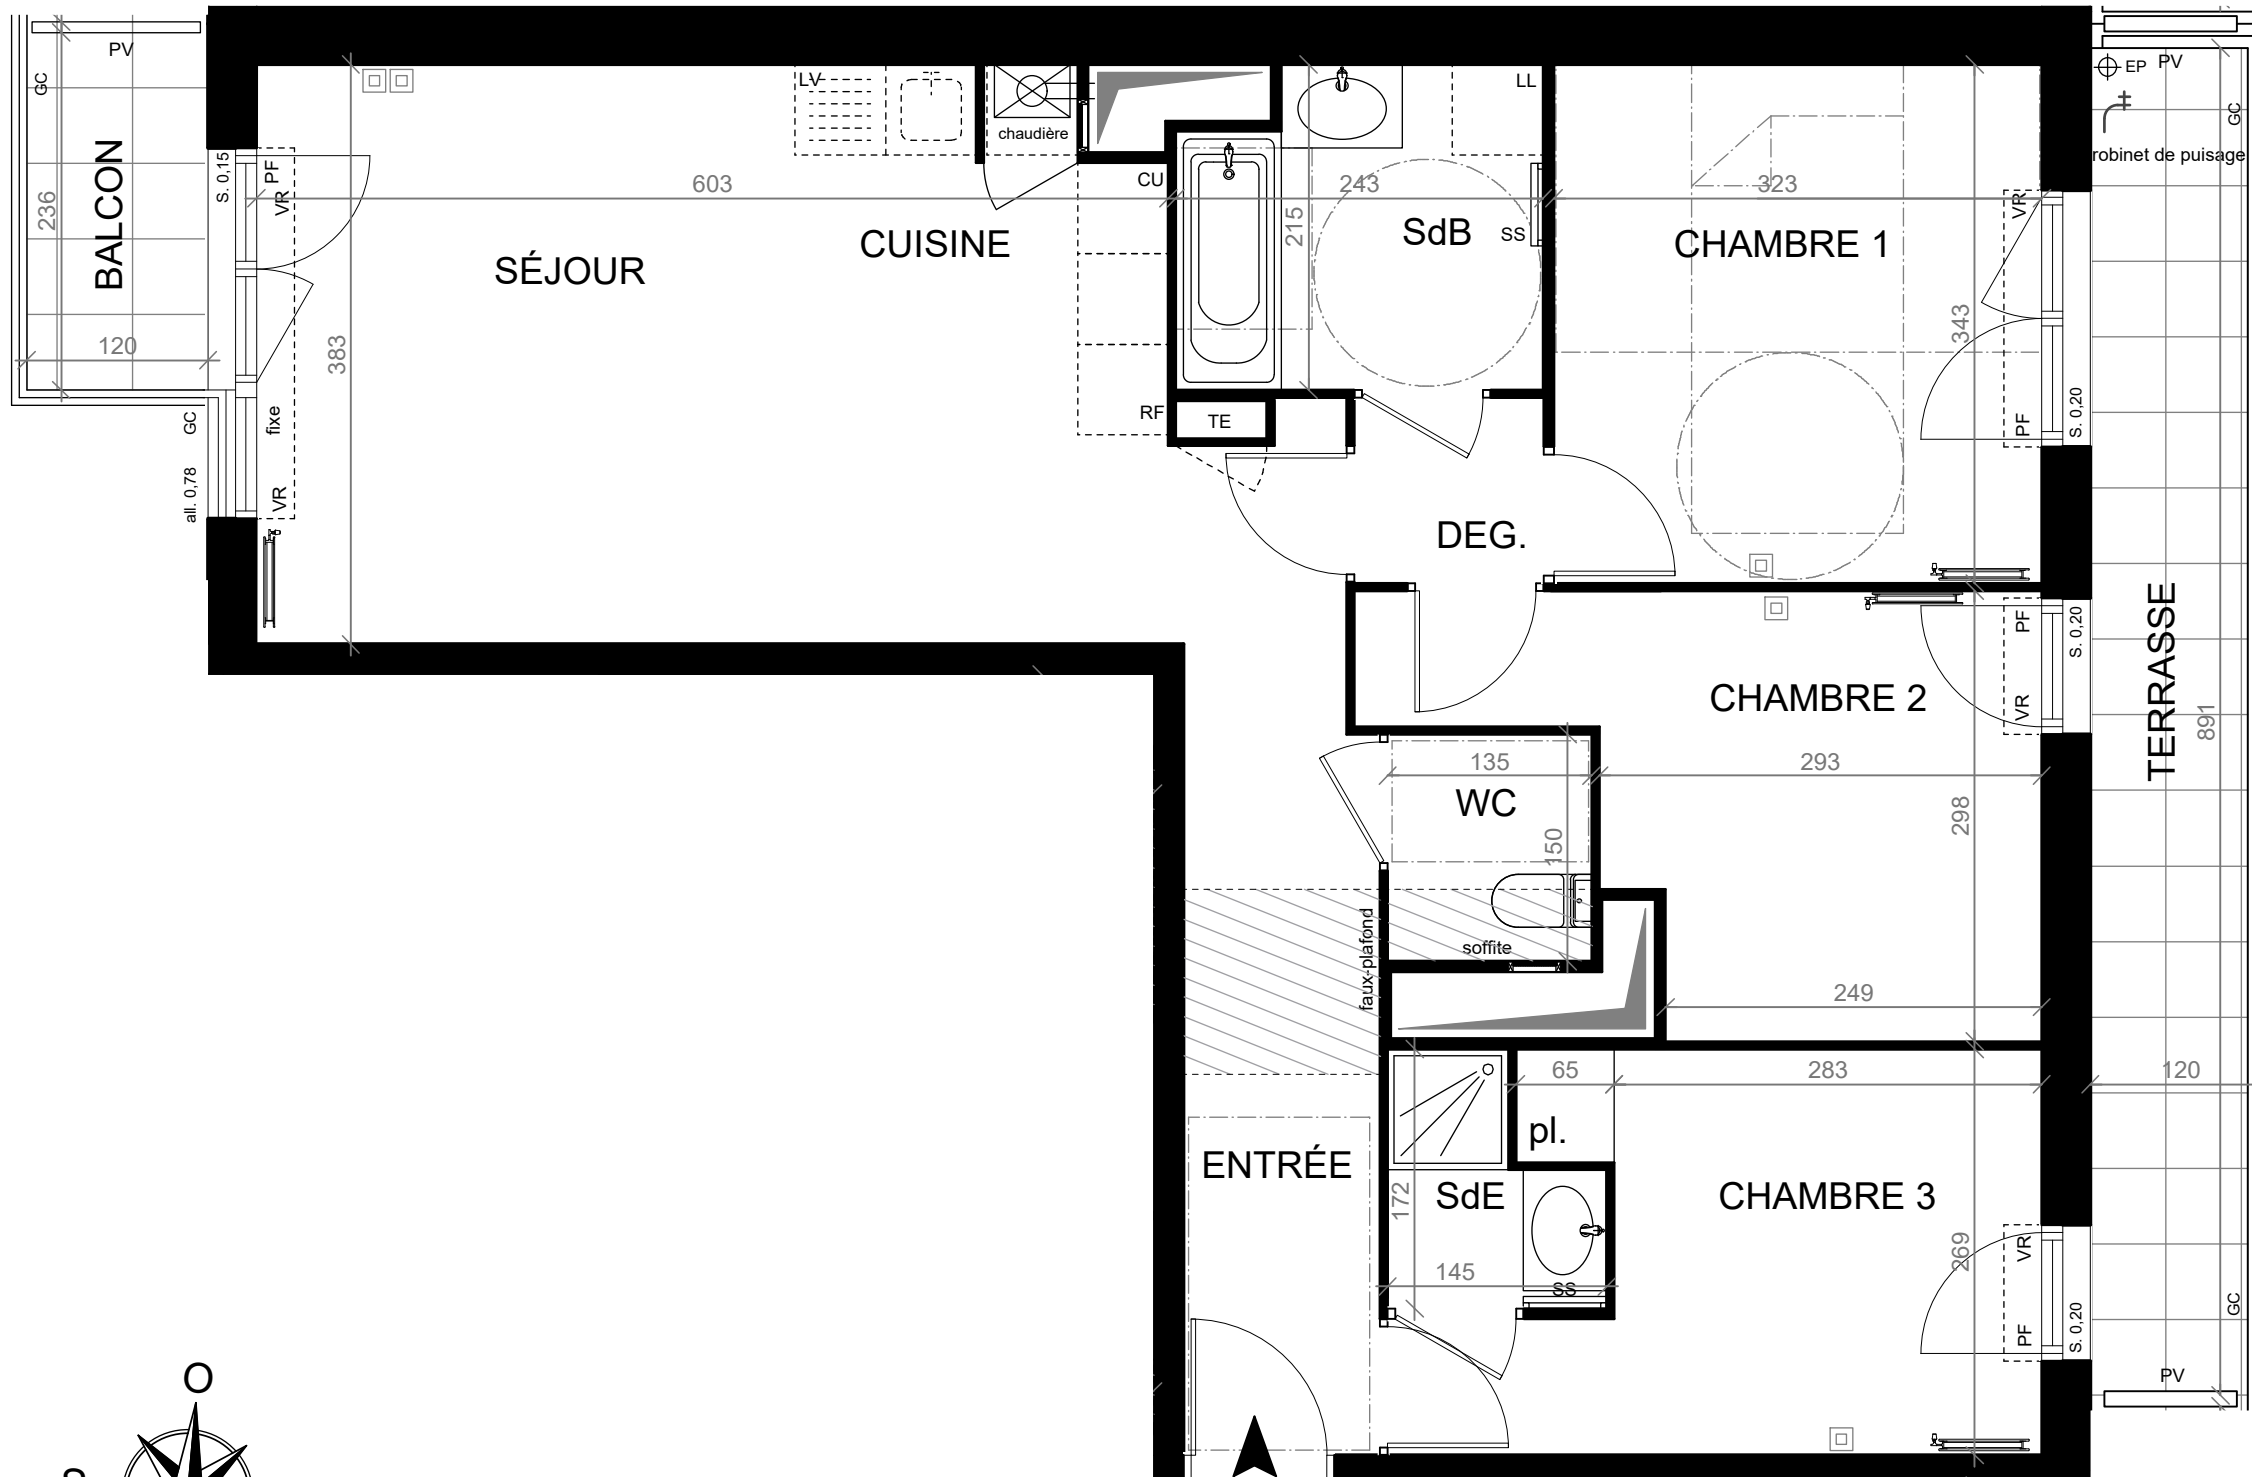 PV
GC
BALCON
236
120
GC
all. 0,78
S. 0,15
PF
VR
fixe
VR
383
SÉJOUR
603
LV
CUISINE
chaudière
CU
RF
TE
215
243
SdB
LL
SS
CHAMBRE 1
323
343
VR
PF
S. 0,20
EP
PV
GC
robinet de puisage
DEG.
CHAMBRE 2
PF
VR
S. 0,20
TERRASSE
891
135
WC
150
293
298
faux-plafond
soffite
249
65
283
120
pl.
ENTRÉE
172
SdE
145
SS
CHAMBRE 3
269
VR
PF
S. 0,20
GC
PV
O